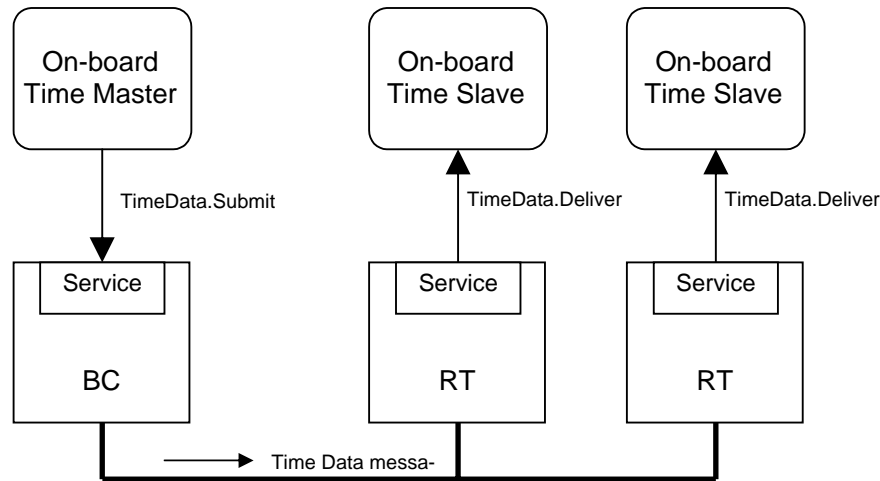 On-board
Time Master
On-board
Time Slave
On-board
Time Slave
TimeData.Submit
TimeData.Deliver
TimeData.Deliver
Service
Service
Service
BC
RT
RT
Time Data messa-